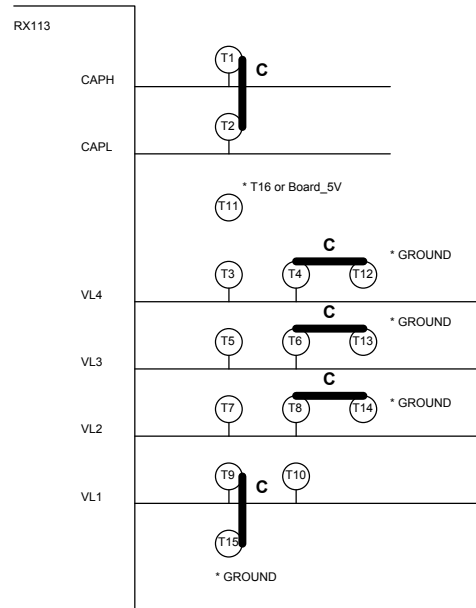 RX113
T1
C
CAPH
T2
CAPL
* T16 or Board_5V
T11
C
* GROUND
T3 T4 T12
VL4
C
* GROUND
T5 T6 T13
VL3
C
* GROUND
T7 T8 T14
VL2
T9 C T10
VL1
T15
* GROUND